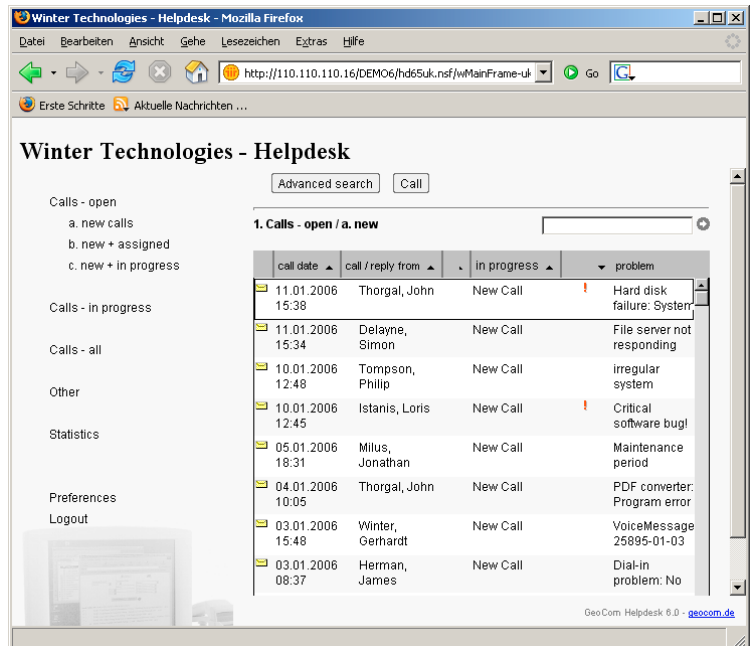 Winter Technologies - Helpdesk - Mozilla Firefox
Datei Bearbeiten Ansicht Gehe Lesezeichen Extras Hilfe
http://110.110.110.16/DEMO6/hd65uk.nsf/wMainFrame-uk Go G
Erste Schritte Aktuelle Nachrichten ...
Winter Technologies - Helpdesk
Advanced search Call
Calls - open
a. new calls
b. new + assigned
c. new + in progress
Calls - in progress
Calls - all
Other
Statistics
Preferences
Logout
1. Calls - open / a. new
call date call / reply from . in progress problem
11.01.2006 Thorgal, John New Call ! Hard disk
15:38 failure: System
11.01.2006 Delayne, New Call File server not
15:34 Simon responding
10.01.2006 Tompson, New Call irregular
12:48 Philip system
10.01.2006 Istanis, Loris New Call ! Critical
12:45 software bug!
05.01.2006 Milus, New Call Maintenance
18:31 Jonathan period
04.01.2006 Thorgal, John New Call PDF converter:
10:05 Program error
03.01.2006 Winter, New Call VoiceMessage
15:48 Gerhardt 25895-01-03
03.01.2006 Herman, New Call Dial-in
08:37 James problem: No
GeoCom Helpdesk 6.0 - geocom.de